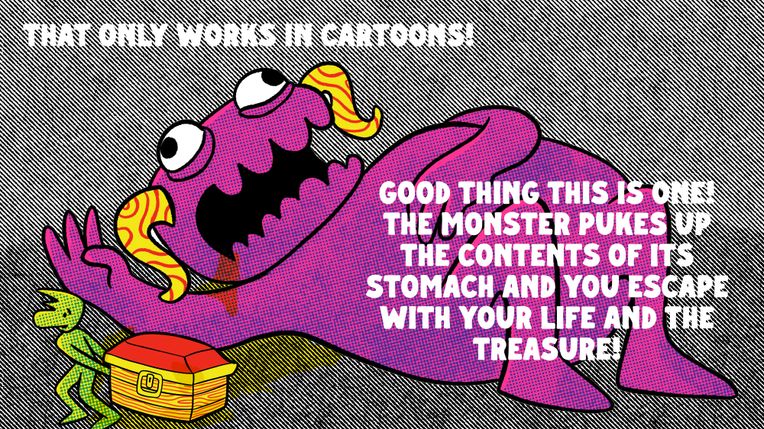 THAT ONLY WORKS IN CARTOONS!
GOOD THING THIS IS ONE!
THE MONSTER PUKES UP
THE CONTENTS OF ITS
STOMACH AND YOU ESCAPE
WITH YOUR LIFE AND THE
TREASURE!